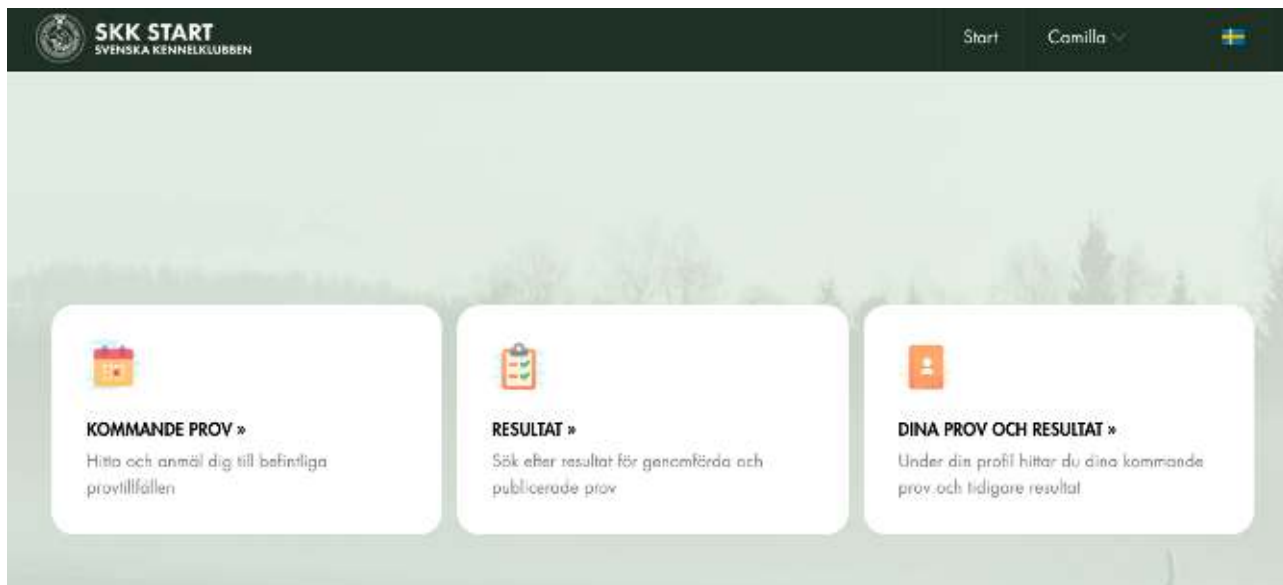 SKK START
SVENSKA KENNELKLUBBEN
Start
Camilla
KOMMANDE PROV »
Hitta och anmäl dig till befintliga
provtillfällen
RESULTAT »
Sök efter resultat för genomförda och
publicerade prov
DINA PROV OCH RESULTAT »
Under din profil hittar du dina kommande
prov och tidigare resultat